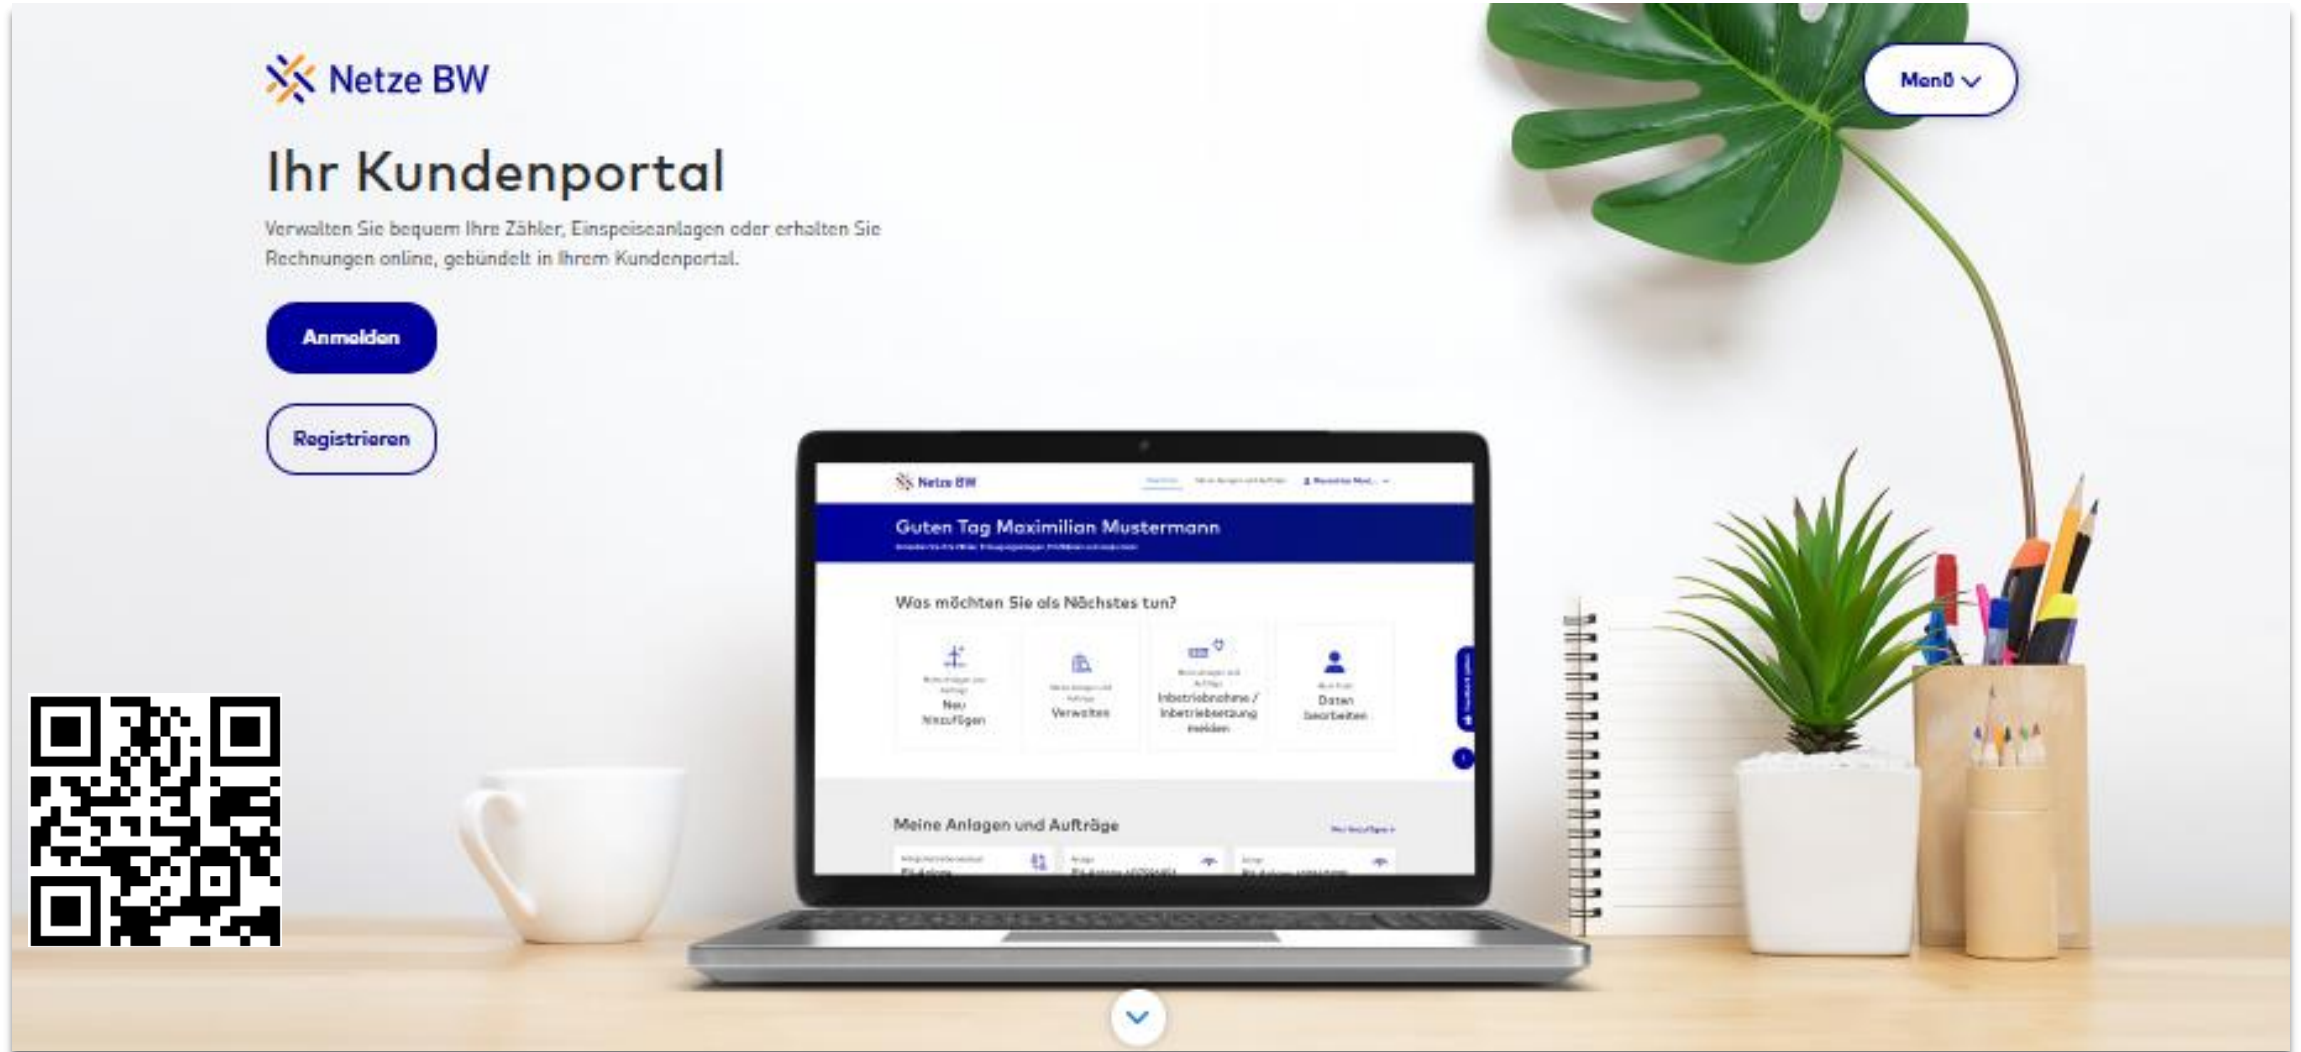 Netze BW
Menü
Ihr Kundenportal
Verwalten Sie bequem Ihre Zähler, Einspeiseanlagen oder erhalten Sie
Rechnungen online, gebündelt in Ihrem Kundenportal.
Anmelden
Registrieren
Netze BW
Guten Tag Maximilian Mustermann
Was möchten Sie als Nächstes tun?
Neu
hinzufügen
Verwalten
Inbetriebnahme /
Inbetriebsetzung
melden
Daten
bearbeiten
Meine Anlagen und Aufträge
Neu hinzufügen